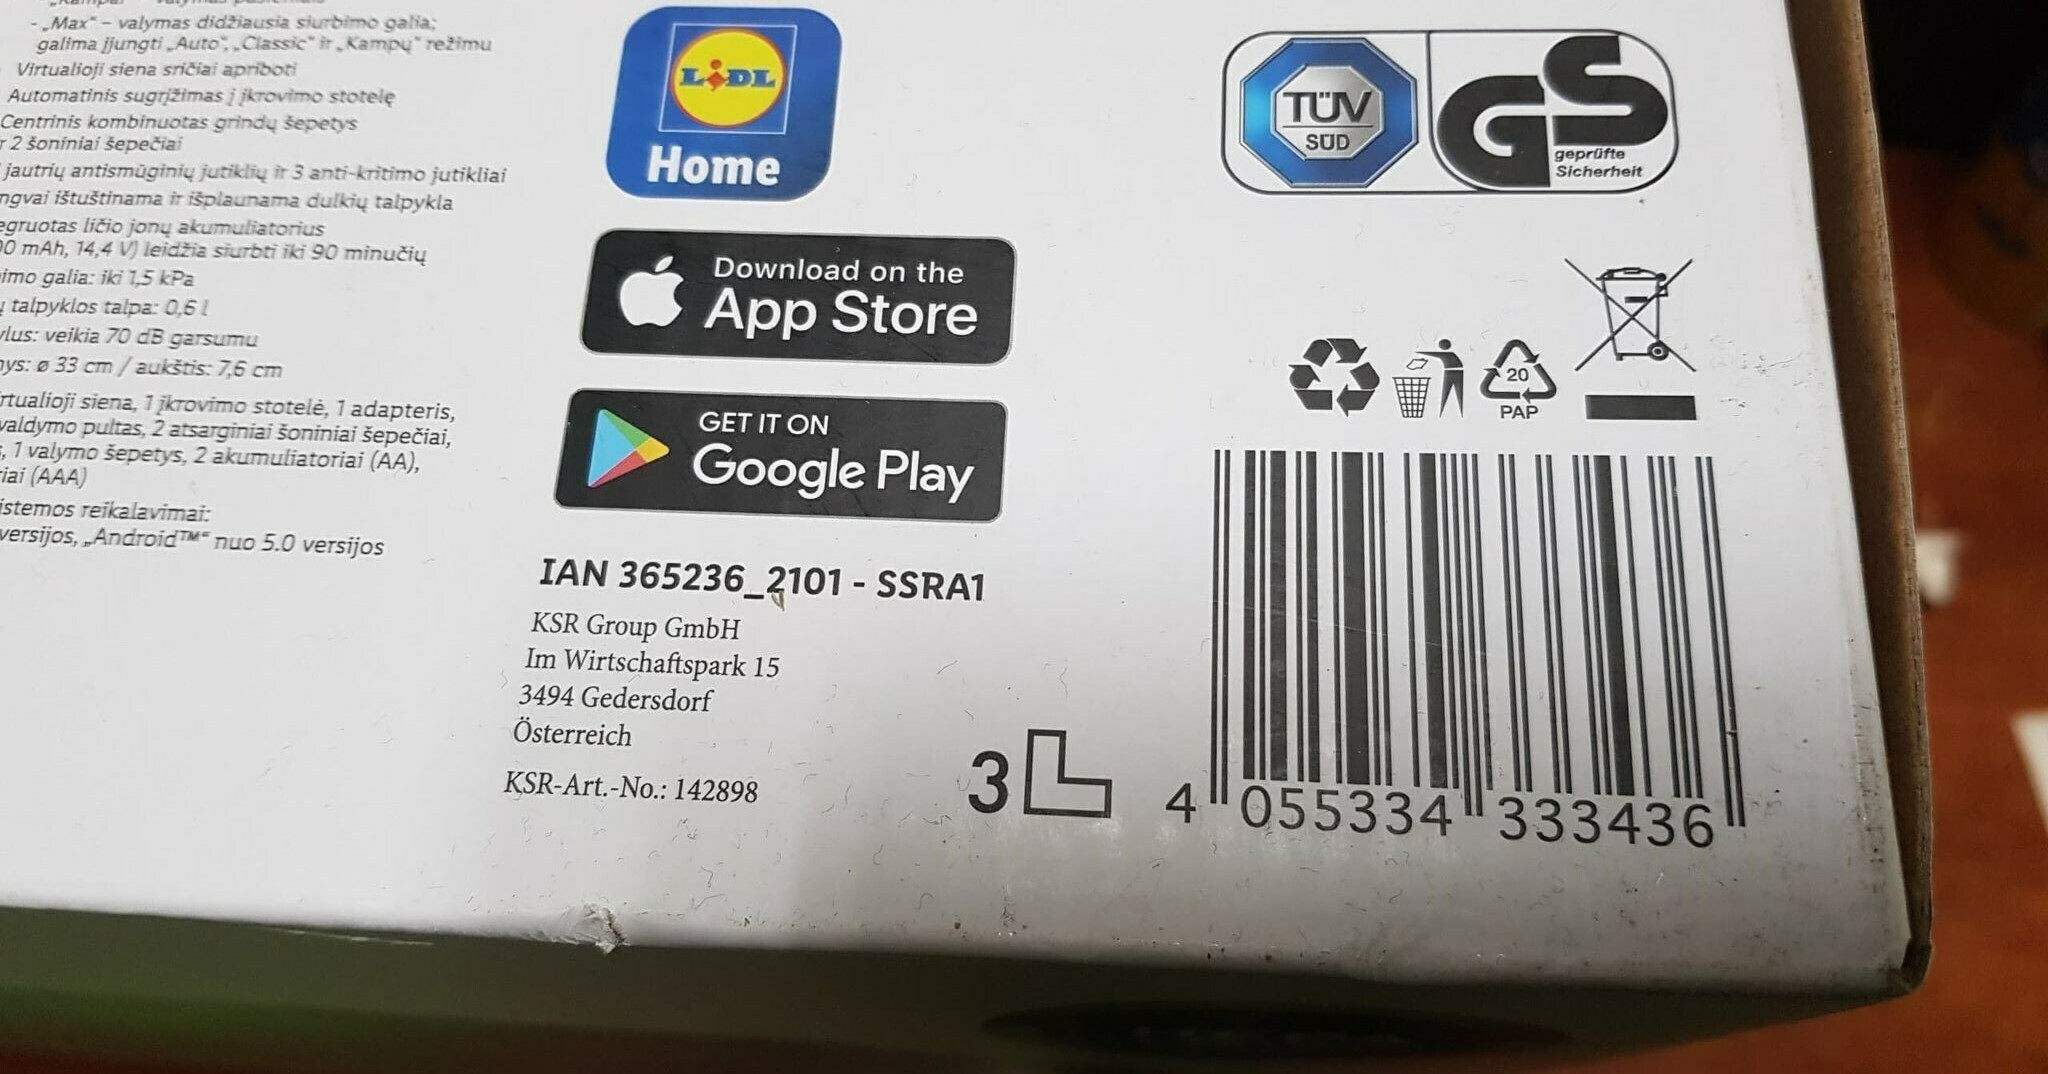 - „Max“ – valymas didžiausia siurbimo galia;
galima įjungti „Auto“, „Classic“ ir „Kampų“ režimu
Virtualioji siena sričiai apriboti
Automatinis sugrįžimas į įkrovimo stotelę
Centrinis kombinuotas grindų šepetys
2 šoniniai šepečiai
jautrių antismūginių jutiklių ir 3 anti-kritimo jutikliai
ngvai ištuštinama ir išplaunama dulkių talpykla
egruotas ličio jonų akumuliatorius
00 mAh, 14,4 V) leidžia siurbti iki 90 minučių
imo galia: iki 1,5 kPa
talpyklos talpa: 0,6 l
ylus: veikia 70 dB garsumu
nys: ø 33 cm / aukštis: 7,6 cm
rtualioji siena, 1 įkrovimo stotelė, 1 adapteris,
valdymo pultas, 2 atsarginiai šoniniai šepečiai,
, 1 valymo šepetys, 2 akumuliatoriai (AA),
riai (AAA)
istemos reikalavimai:
versijos, „Android™“ nuo 5.0 versijos
LIDL
Home
Download on the
App Store
GET IT ON
Google Play
IAN 365236_2101 - SSRA1
KSR Group GmbH
Im Wirtschaftspark 15
3494 Gedersdorf
Österreich
KSR-Art.-No.: 142898
3
TÜV
SÜD
GS
geprüfte
Sicherheit
20
PAP
4 055334 333436